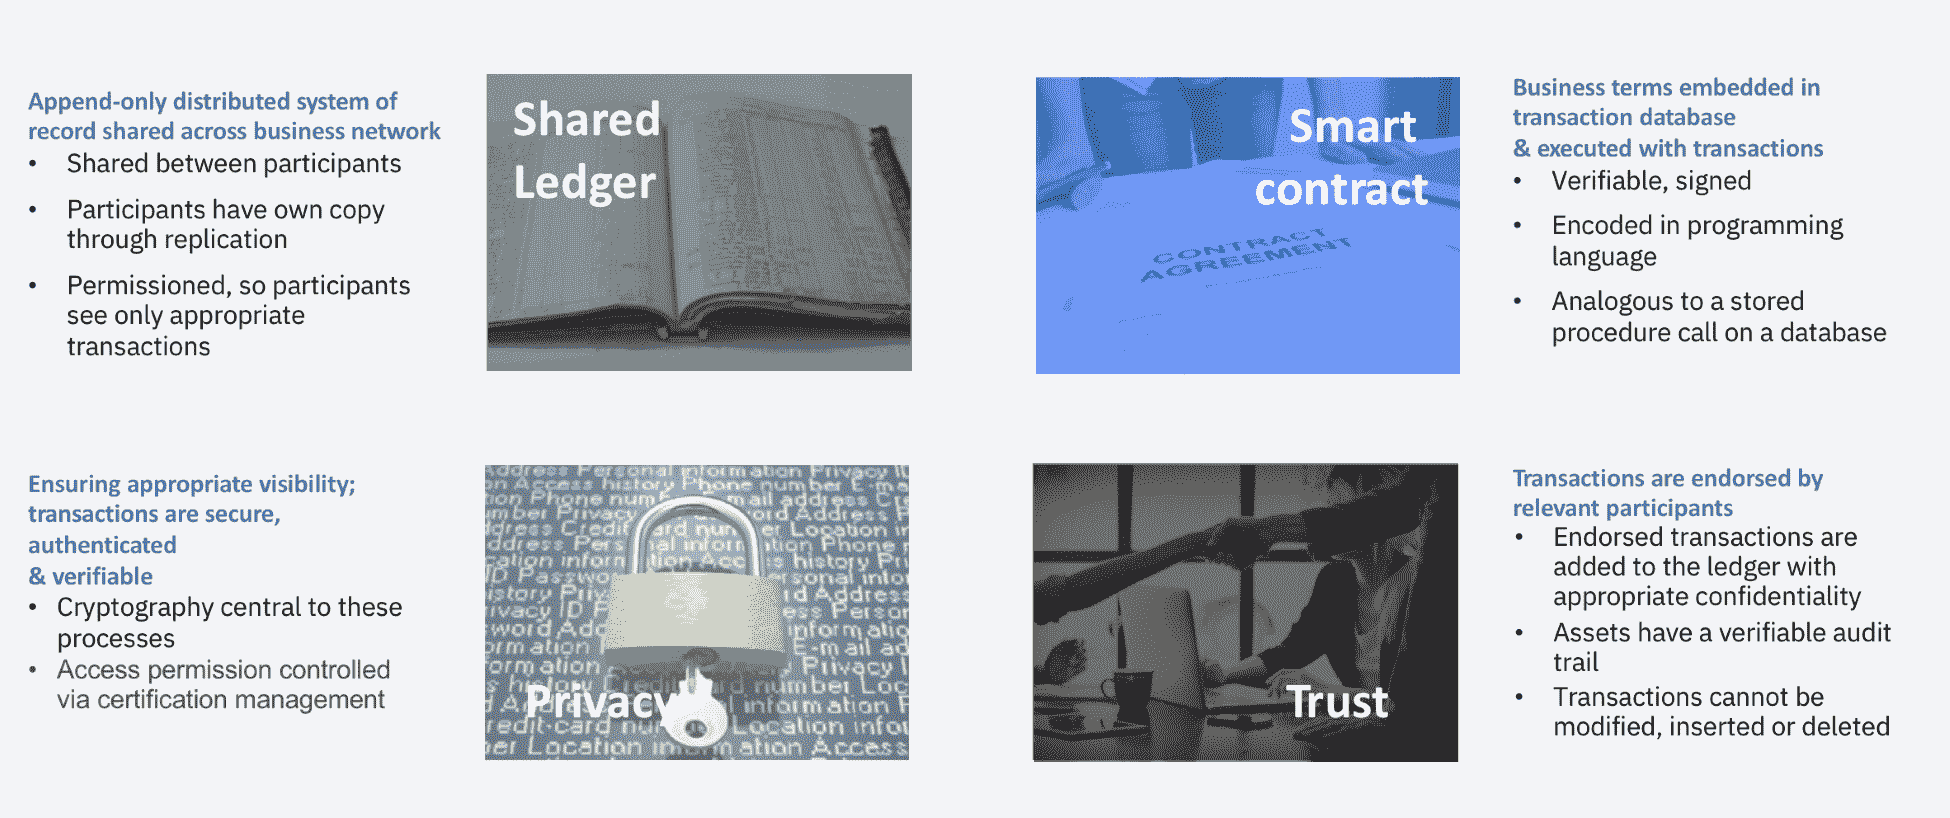 Append-only distributed system of
record shared across business network
• Shared between participants
• Participants have own copy
through replication
• Permissioned, so participants
see only appropriate
transactions
Shared
Ledger
Smart
contract
CONTRACT
AGREEMENT
Business terms embedded in
transaction database
& executed with transactions
• Verifiable, signed
• Encoded in programming
language
• Analogous to a stored
procedure call on a database
Ensuring appropriate visibility;
transactions are secure,
authenticated
& verifiable
• Cryptography central to these
processes
• Access permission controlled
via certification management
Privacy
Trust
Transactions are endorsed by
relevant participants
• Endorsed transactions are
added to the ledger with
appropriate confidentiality
• Assets have a verifiable audit
trail
• Transactions cannot be
modified, inserted or deleted